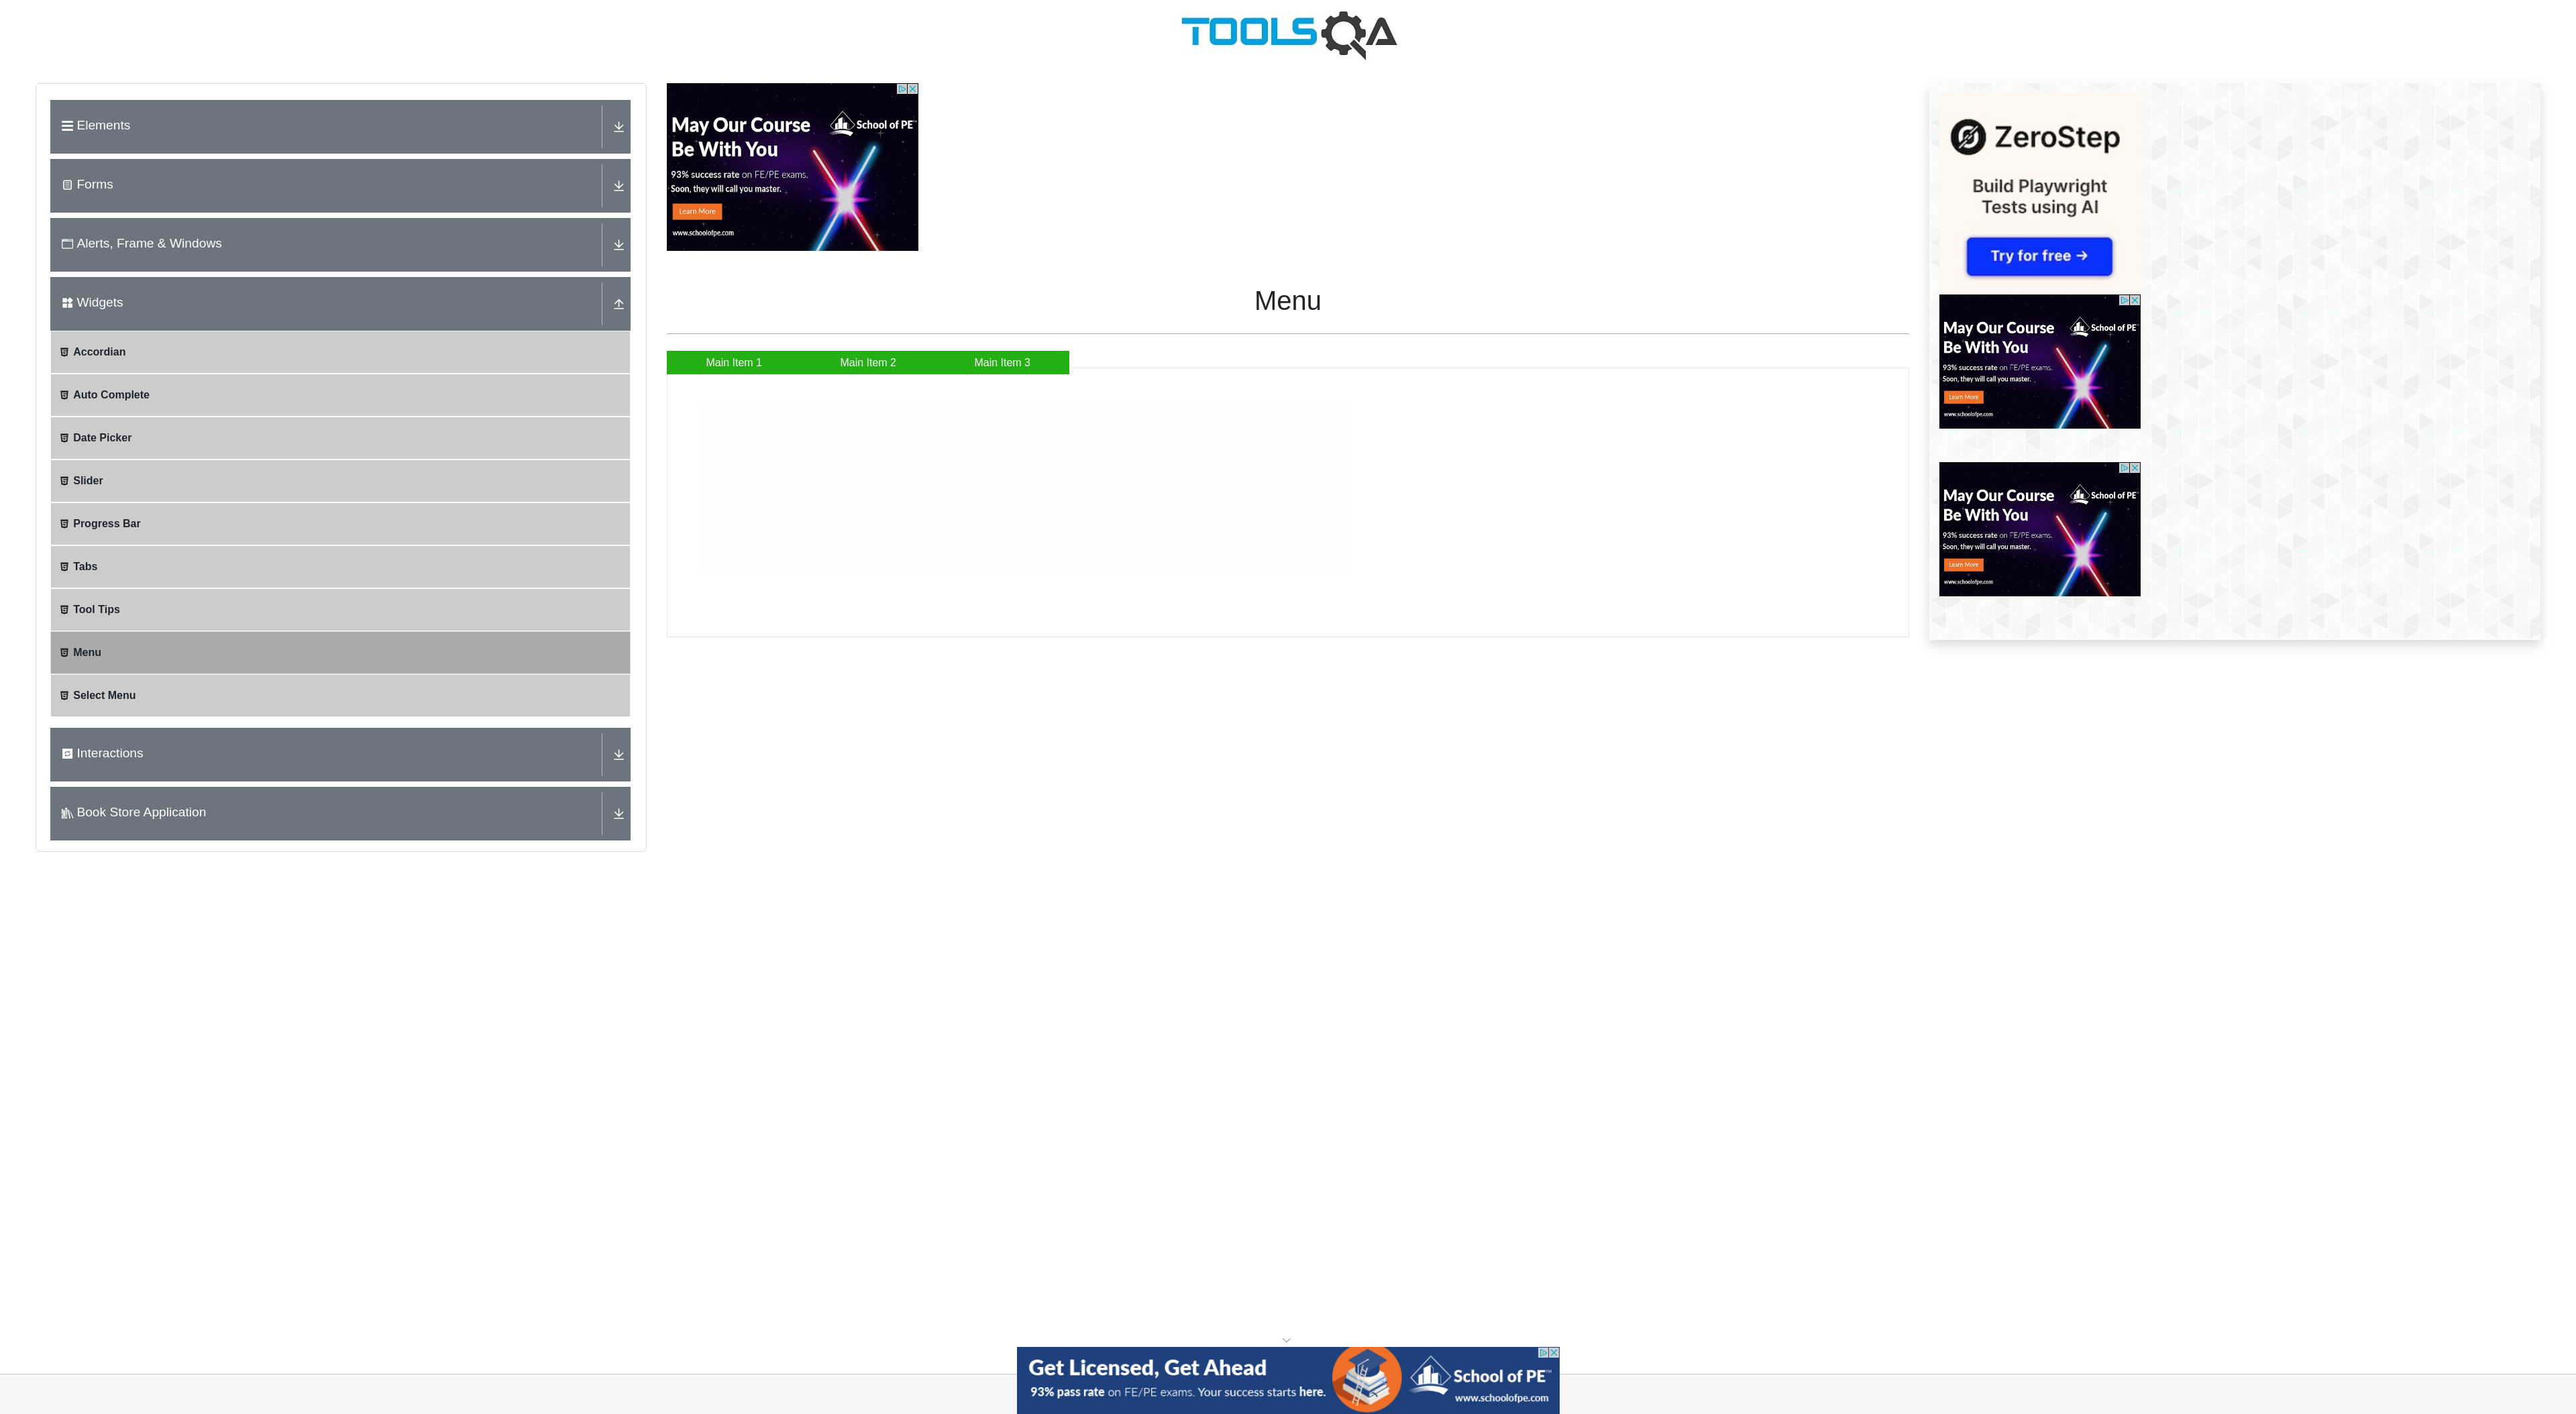 TOOLSQA
Elements
Forms
Alerts, Frame & Windows
Widgets
Accordian
Auto Complete
Date Picker
Slider
Progress Bar
Tabs
Tool Tips
Menu
Select Menu
Interactions
Book Store Application
May Our Course
Be With You
School of PE™
93% success rate on FE/PE exams.
Soon, they will call you master.
Learn More
www.schoolofpe.com
Menu
Main Item 1
Main Item 2
Main Item 3
ZeroStep
Build Playwright
Tests using AI
Try for free →
May Our Course
Be With You
School of PE™
93% success rate on FE/PE exams.
Soon, they will call you master.
Learn More
www.schoolofpe.com
May Our Course
Be With You
School of PE™
93% success rate on FE/PE exams.
Soon, they will call you master.
Learn More
www.schoolofpe.com
Get Licensed, Get Ahead
93% pass rate on FE/PE exams. Your success starts here.
School of PE™
www.schoolofpe.com